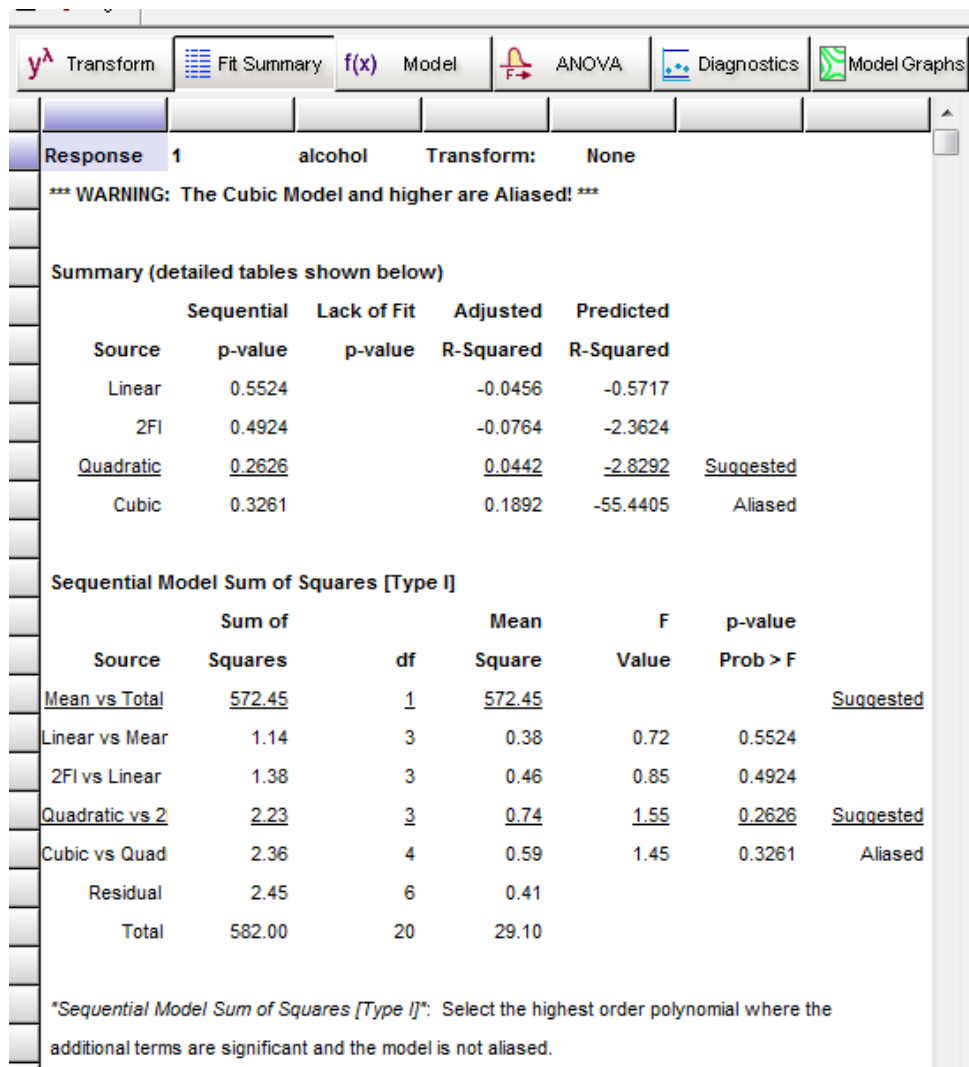 yλ Transform Fit Summary f(x) Model F ANOVA Diagnostics Model Graphs
Response 1 alcohol Transform: None
*** WARNING: The Cubic Model and higher are Aliased! ***
Summary (detailed tables shown below)
Sequential Lack of Fit Adjusted Predicted
Source p-value p-value R-Squared R-Squared
Linear 0.5524 -0.0456 -0.5717
2FI 0.4924 -0.0764 -2.3624
Quadratic 0.2626 0.0442 -2.8292 Suggested
Cubic 0.3261 0.1892 -55.4405 Aliased
Sequential Model Sum of Squares [Type I]
Sum of Mean F p-value
Source Squares df Square Value Prob > F
Mean vs Total 572.45 1 572.45 Suggested
Linear vs Mear 1.14 3 0.38 0.72 0.5524
2FI vs Linear 1.38 3 0.46 0.85 0.4924
Quadratic vs 2 2.23 3 0.74 1.55 0.2626 Suggested
Cubic vs Quad 2.36 4 0.59 1.45 0.3261 Aliased
Residual 2.45 6 0.41
Total 582.00 20 29.10
"Sequential Model Sum of Squares [Type I]": Select the highest order polynomial where the
additional terms are significant and the model is not aliased.